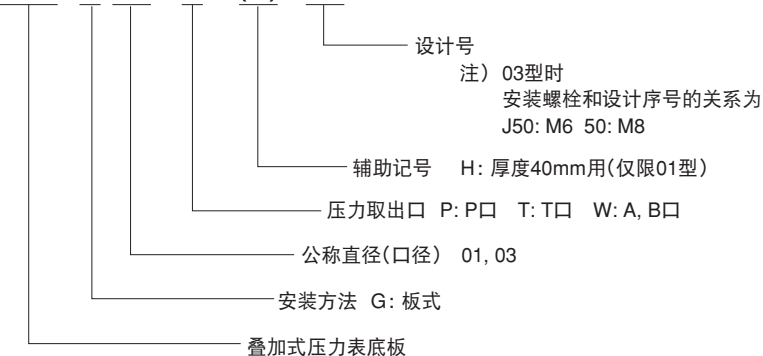 设计号
注） 03型时
安装螺栓和设计序号的关系为
J50: M6 50: M8
辅助记号 H: 厚度40mm用(仅限01型)
压力取出口 P: P口 T: T口 W: A, B口
公称直径(口径) 01, 03
安装方法 G: 板式
叠加式压力表底板